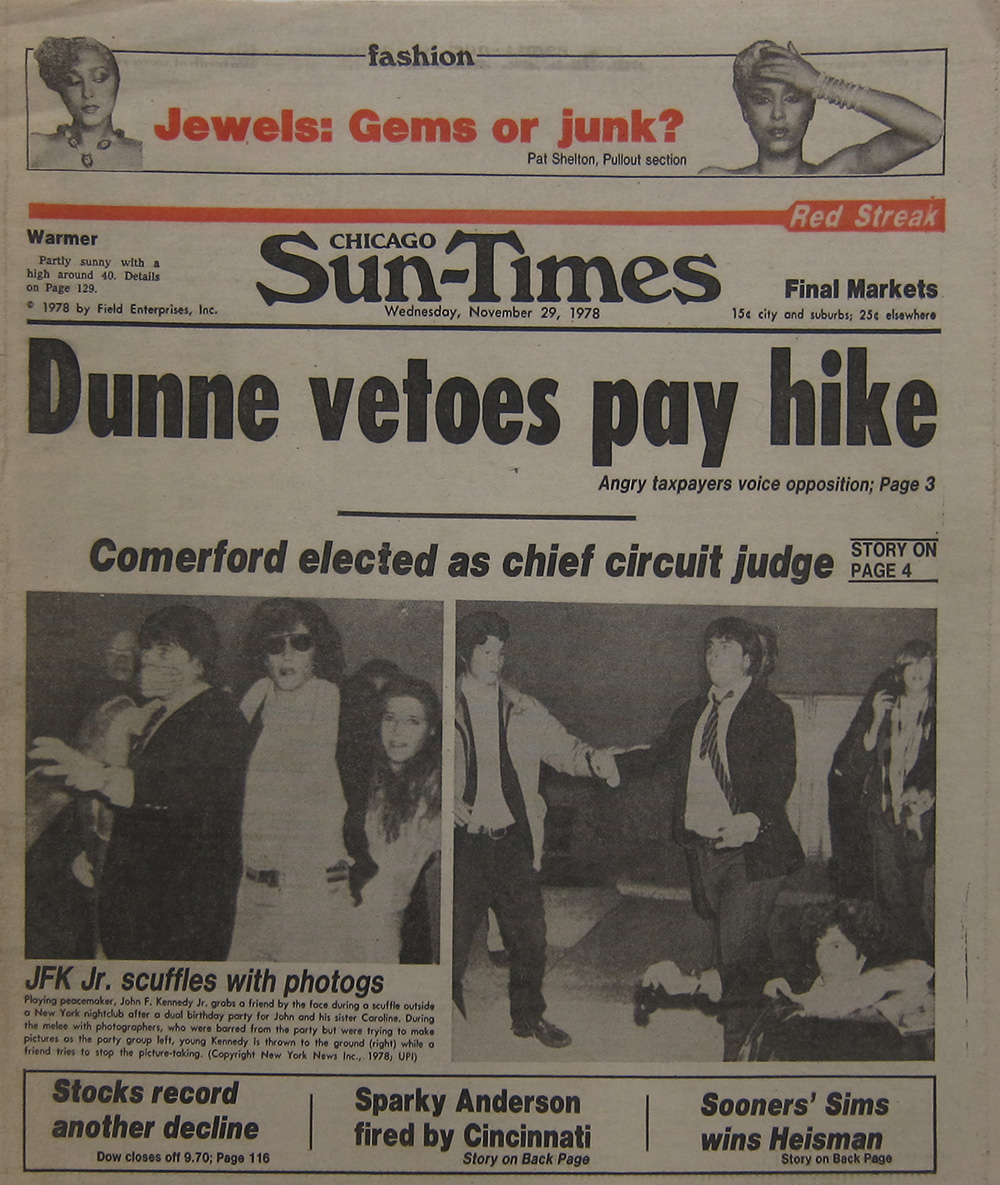 fashion
Jewels: Gems or junk?
Pat Shelton, Pullout section
Red Streak
Warmer
Partly sunny with a
high around 40. Details
on Page 129.
© 1978 by Field Enterprises, Inc.
CHICAGO
Sun-Times
Wednesday, November 29, 1978
Final Markets
15¢ city and suburbs; 25¢ elsewhere
Dunne vetoes pay hike
Angry taxpayers voice opposition; Page 3
Comerford elected as chief circuit judge
STORY ON
PAGE 4
JFK Jr. scuffles with photogs
Playing peacemaker, John F. Kennedy Jr. grabs a friend by the face during a scuffle outside
a New York nightclub after a dual birthday party for John and his sister Caroline. During
the melee with photographers, who were barred from the party but were trying to make
pictures as the party group left, young Kennedy is thrown to the ground (right) while a
friend tries to stop the picture-taking. (Copyright New York News Inc., 1978; UPI)
Stocks record
another decline
Dow closes off 9.70; Page 116
Sparky Anderson
fired by Cincinnati
Story on Back Page
Sooners' Sims
wins Heisman
Story on Back Page